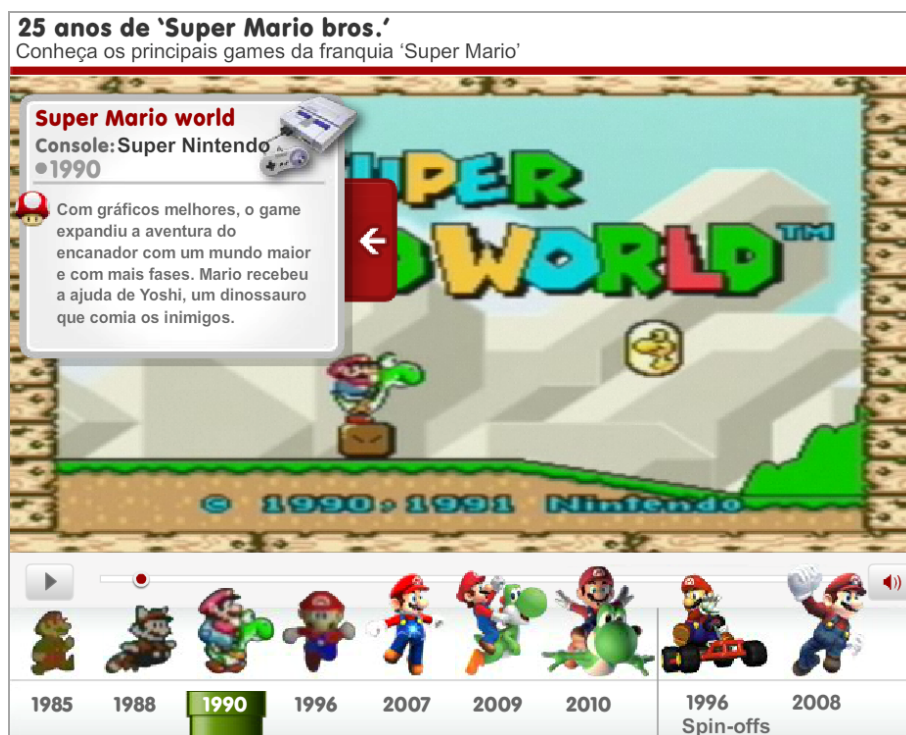 25 anos de ‘Super Mario bros.’
Conheça os principais games da franquia ‘Super Mario’
Super Mario world
Console: Super Nintendo
1990
Com gráficos melhores, o game
expandiu a aventura do
encanador com um mundo maior
e com mais fases. Mario recebeu
a ajuda de Yoshi, um dinossauro
que comia os inimigos.
UPER
WORLD™
© 1990, 1991 Nintendo
1985
1988
1990
1996
2007
2009
2010
1996
2008
Spin-offs